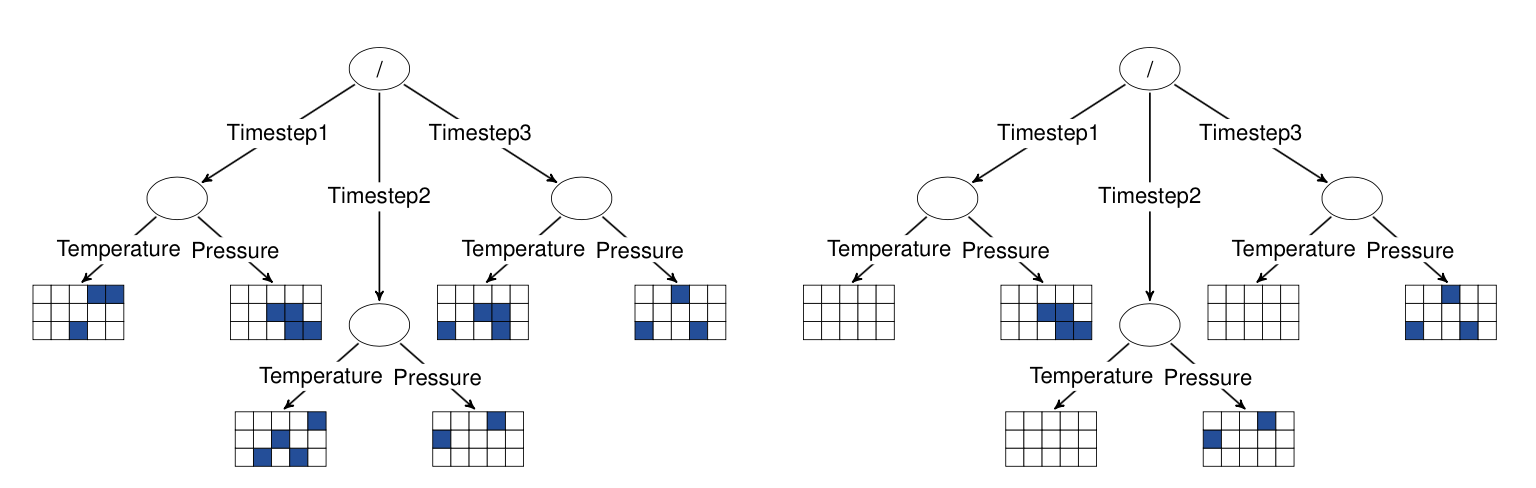 /
Timestep1
Timestep3
Timestep2
Temperature
Pressure
Temperature
Pressure
Temperature
Pressure
/
Timestep1
Timestep3
Timestep2
Temperature
Pressure
Temperature
Pressure
Temperature
Pressure